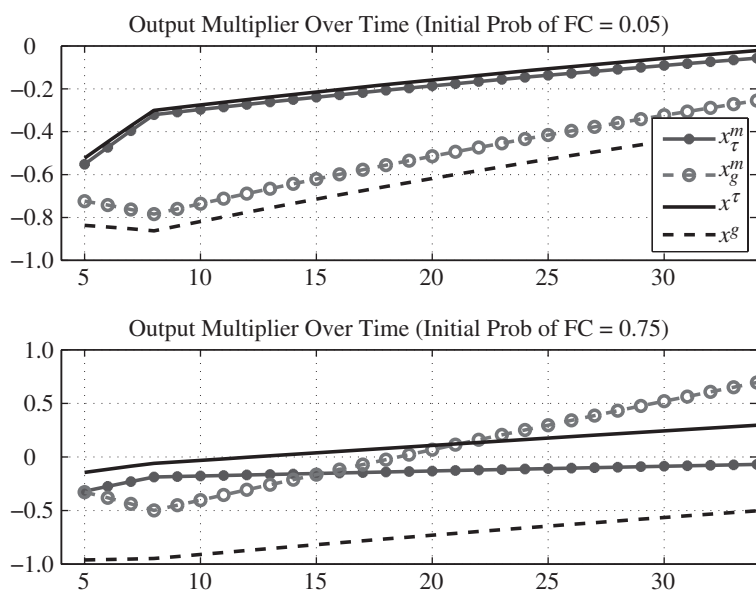 Output Multiplier Over Time (Initial Prob of FC = 0.05)
0
−0.2
−0.4
−0.6
−0.8
−1.0
5 10 15 20 25 30
x_τ^m
x_g^m
x^τ
x^g
Output Multiplier Over Time (Initial Prob of FC = 0.75)
1.0
0.5
0
−0.5
−1.0
5 10 15 20 25 30